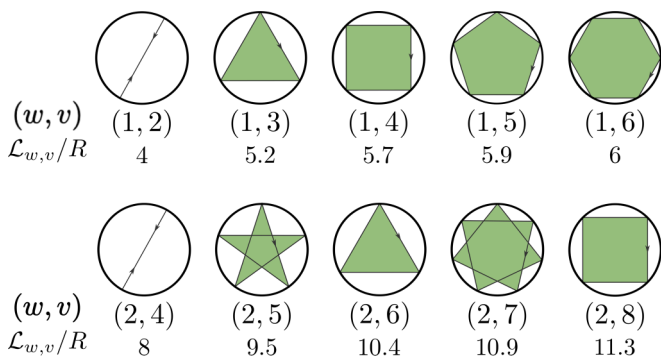 (w, v) (1, 2) (1, 3) (1, 4) (1, 5) (1, 6)
ℒ_{w,v}/R 4 5.2 5.7 5.9 6
(w, v) (2, 4) (2, 5) (2, 6) (2, 7) (2, 8)
ℒ_{w,v}/R 8 9.5 10.4 10.9 11.3